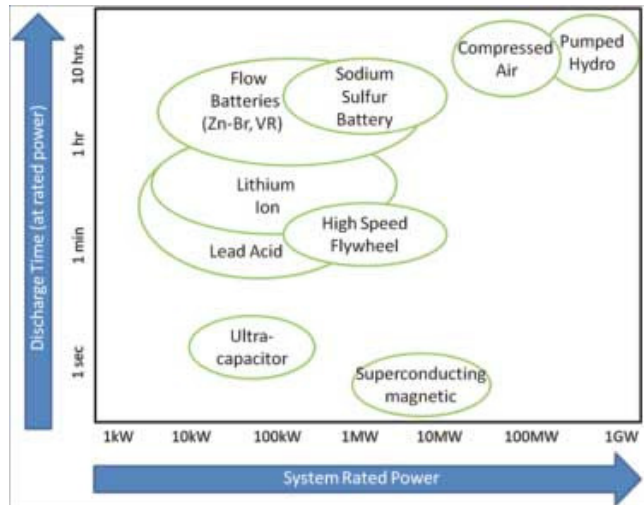 Discharge Time (at rated power)
10 hrs
1 hr
1 min
1 sec
Flow
Batteries
(Zn-Br, VR)
Sodium
Sulfur
Battery
Compressed
Air
Pumped
Hydro
Lithium
Ion
High Speed
Flywheel
Lead Acid
Ultra-
capacitor
Superconducting
magnetic
1kW
10kW
100kW
1MW
10MW
100MW
1GW
System Rated Power